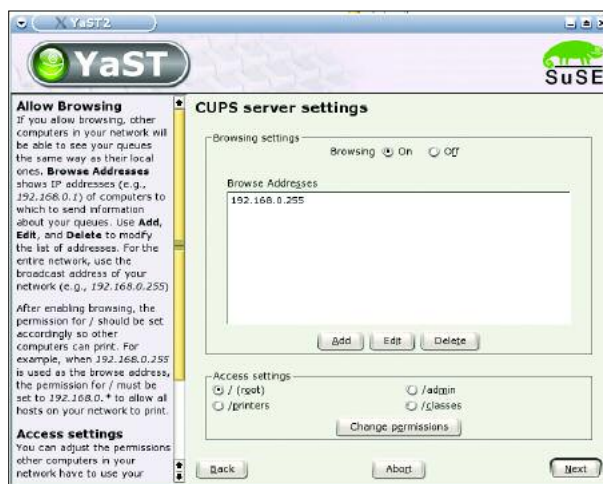 YaST2
YaST
SuSE
Allow Browsing
If you allow browsing, other
computers in your network will
be able to see your queues
the same way as their local
ones. Browse Addresses
shows IP addresses (e.g.,
192.168.0.1) of computers to
which to send information
about your queues. Use Add,
Edit, and Delete to modify
the list of addresses. For the
entire network, use the
broadcast address of your
network (e.g., 192.168.0.255)
After enabling browsing, the
permission for / should be set
accordingly so other
computers can print. For
example, when 192.168.0.255
is used as the browse address,
the permission for / must be
set to 192.168.0.* to allow all
hosts on your network to print.
Access settings
You can adjust the permissions
other computers in your
network have to use your
CUPS server settings
Browsing settings
Browsing On Off
Browse Addresses
192.168.0.255
Add Edit Delete
Access settings
/ (root) /admin
/printers /classes
Change permissions
Back Abort Next